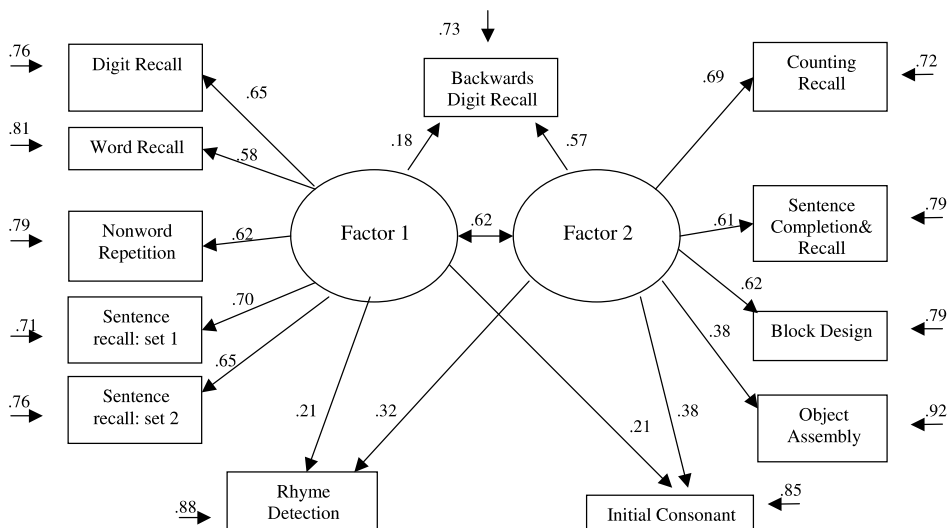 .73
.76
Digit Recall
Backwards
Digit Recall
Counting
Recall
.72
.65
.69
.81
Word Recall
.58
.18
.57
.79
Nonword
Repetition
.62
Factor 1
.62
Factor 2
.61
Sentence
Completion&
Recall
.79
.71
Sentence
recall: set 1
.70
.62
Block Design
.79
.76
Sentence
recall: set 2
.65
.38
Object
Assembly
.92
.21
.32
.21
.38
.88
Rhyme
Detection
Initial Consonant
.85